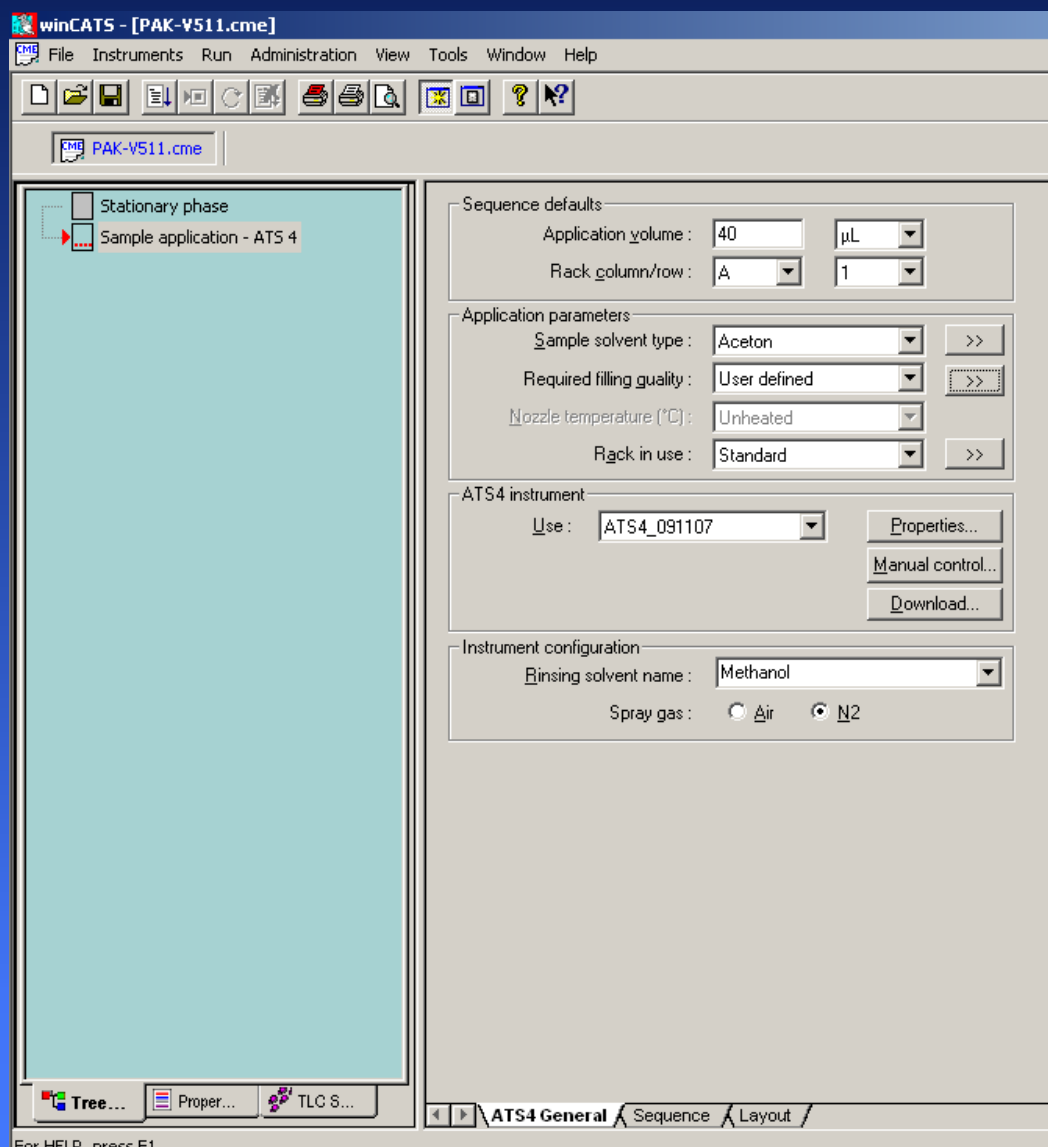 winCATS - [PAK-V511.cme]
CME File Instruments Run Administration View Tools Window Help
CME PAK-V511.cme
Stationary phase
Sample application - ATS 4
Sequence defaults
Application volume : 40 µL
Rack column/row : A 1
Application parameters
Sample solvent type : Aceton >>
Required filling quality : User defined >>
Nozzle temperature (°C) : Unheated
Rack in use : Standard >>
ATS4 instrument
Use : ATS4_091107 Properties...
Manual control...
Download...
Instrument configuration
Rinsing solvent name : Methanol
Spray gas : Air N2
Tree... Proper... TLC S...
ATS4 General Sequence Layout
For HELP, press F1